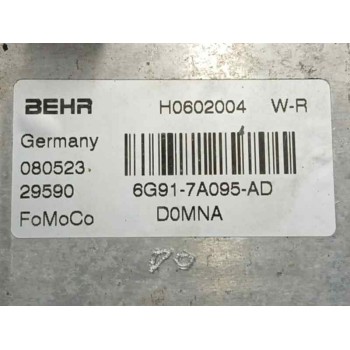 BEHR H0602004 W-R
Germany
080523
29590 6G91-7A095-AD
FoMoCo D0MNA